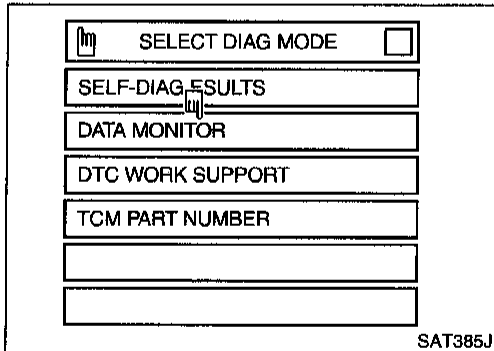 SELECT DIAG MODE
SELF-DIAG ESULTS
DATA MONITOR
DTC WORK SUPPORT
TCM PART NUMBER
SAT385J